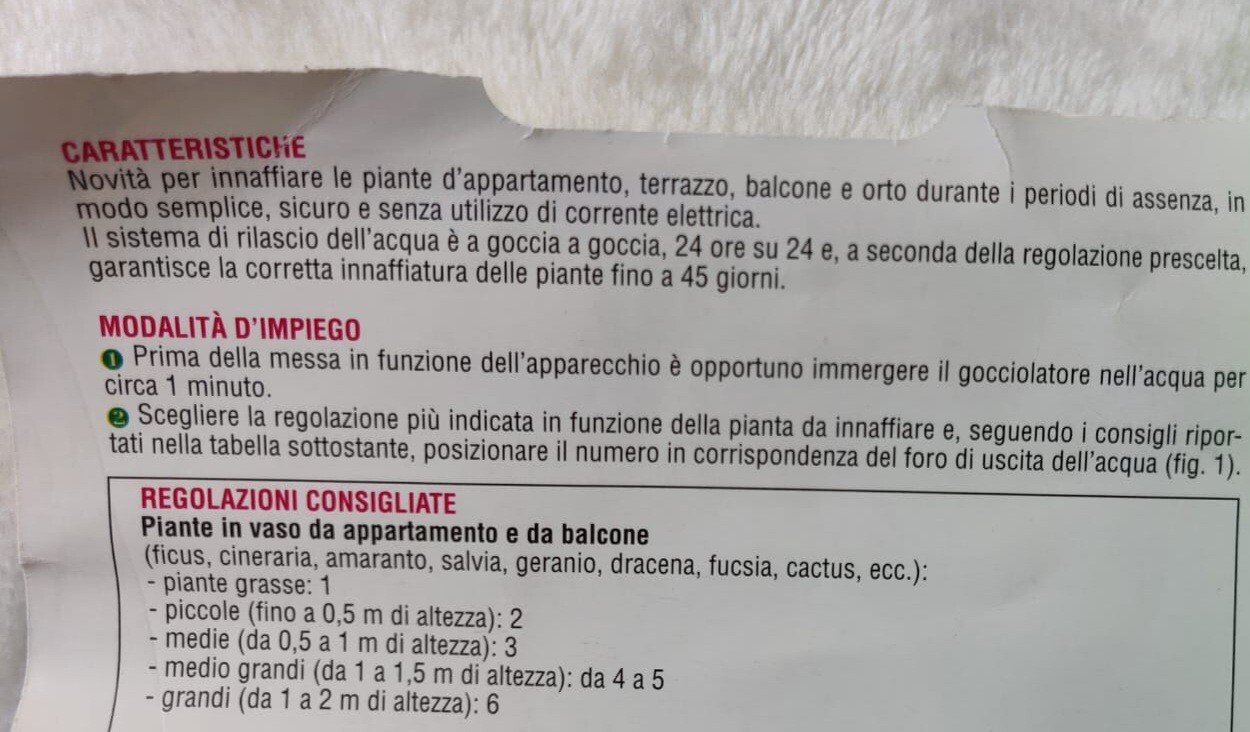 CARATTERISTICHE
Novità per innaffiare le piante d'appartamento, terrazzo, balcone e orto durante i periodi di assenza, in
modo semplice, sicuro e senza utilizzo di corrente elettrica.
Il sistema di rilascio dell'acqua è a goccia a goccia, 24 ore su 24 e, a seconda della regolazione prescelta,
garantisce la corretta innaffiatura delle piante fino a 45 giorni.
MODALITÀ D'IMPIEGO
1 Prima della messa in funzione dell'apparecchio è opportuno immergere il gocciolatore nell'acqua per
circa 1 minuto.
2 Scegliere la regolazione più indicata in funzione della pianta da innaffiare e, seguendo i consigli ripor-
tati nella tabella sottostante, posizionare il numero in corrispondenza del foro di uscita dell'acqua (fig. 1).
REGOLAZIONI CONSIGLIATE
Piante in vaso da appartamento e da balcone
(ficus, cineraria, amaranto, salvia, geranio, dracena, fucsia, cactus, ecc.):
- piante grasse: 1
- piccole (fino a 0,5 m di altezza): 2
- medie (da 0,5 a 1 m di altezza): 3
- medio grandi (da 1 a 1,5 m di altezza): da 4 a 5
- grandi (da 1 a 2 m di altezza): 6